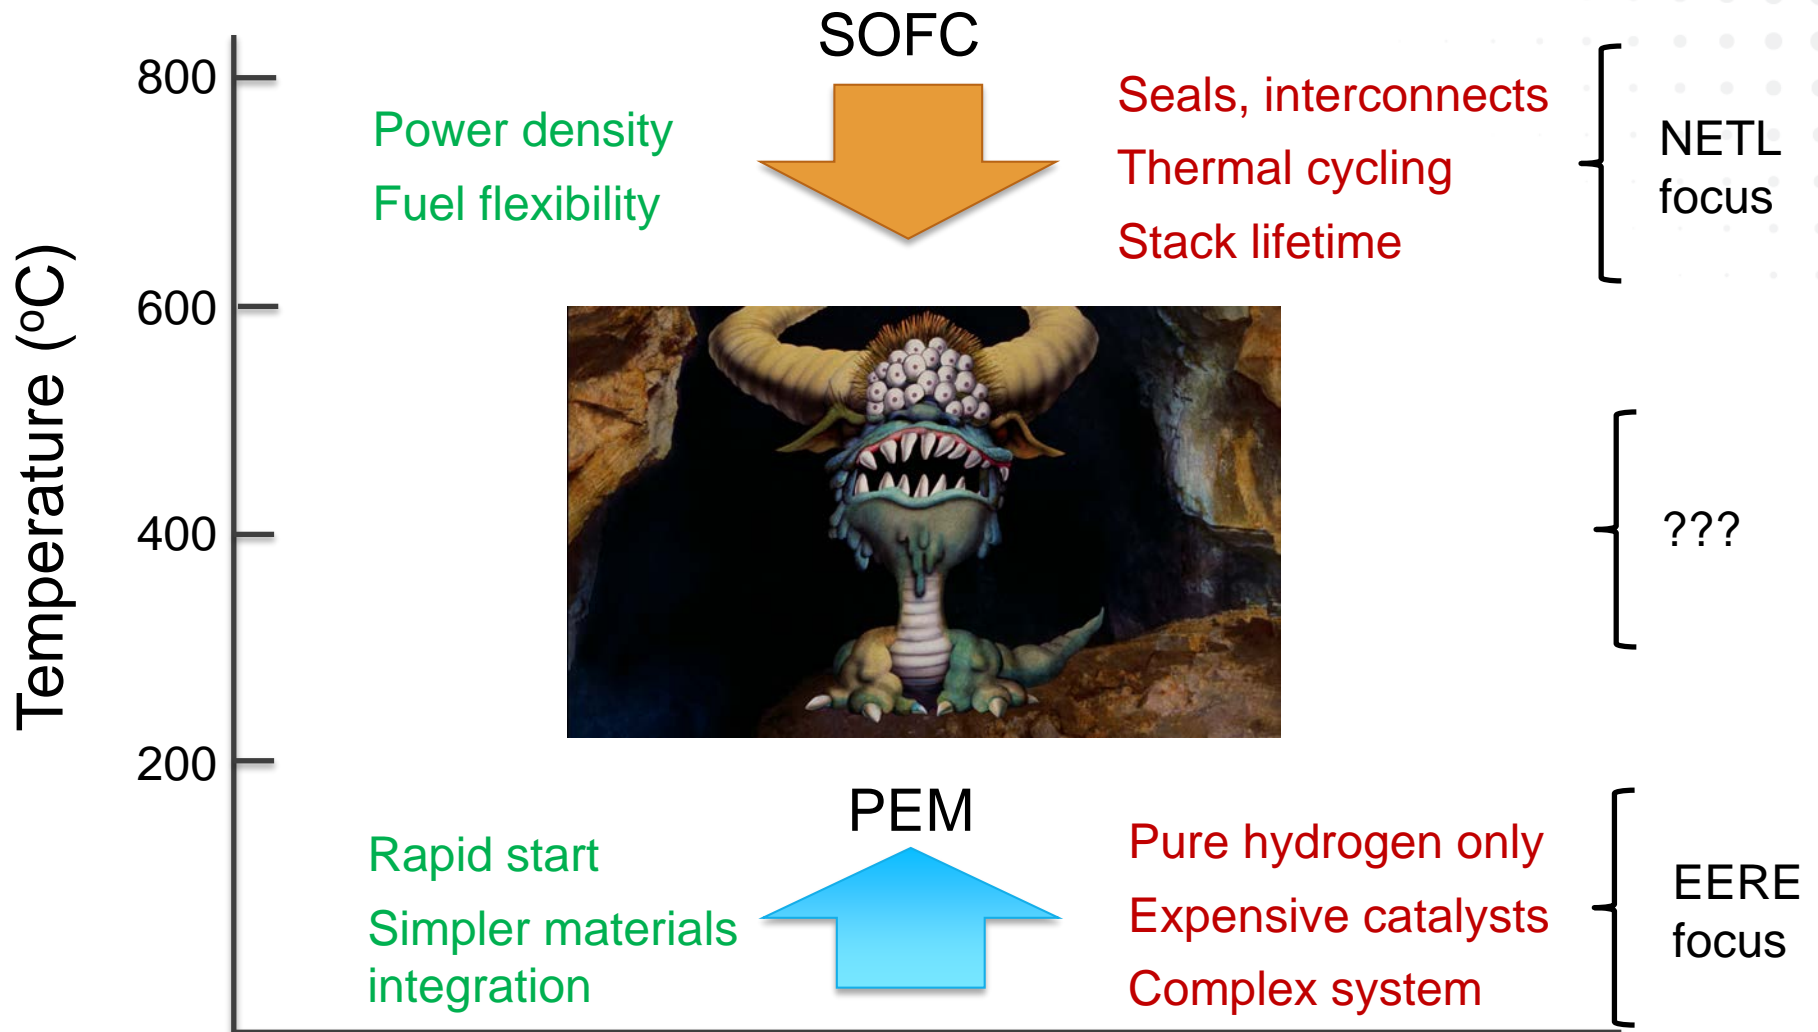 SOFC
800
Power density
Fuel flexibility
Seals, interconnects
Thermal cycling
Stack lifetime
NETL
focus
Temperature (ºC)
600
400
???
200
PEM
Rapid start
Simpler materials
integration
Pure hydrogen only
Expensive catalysts
Complex system
EERE
focus